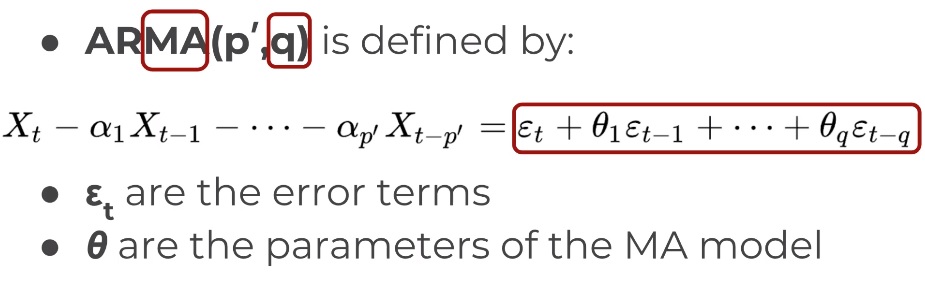 ● ARMA(p′,q) is defined by:
Xₜ − α₁Xₜ₋₁ − ⋯ − αₚ′Xₜ₋ₚ′ = εₜ + θ₁εₜ₋₁ + ⋯ + θ_qεₜ₋q
● εₜ are the error terms
● θ are the parameters of the MA model